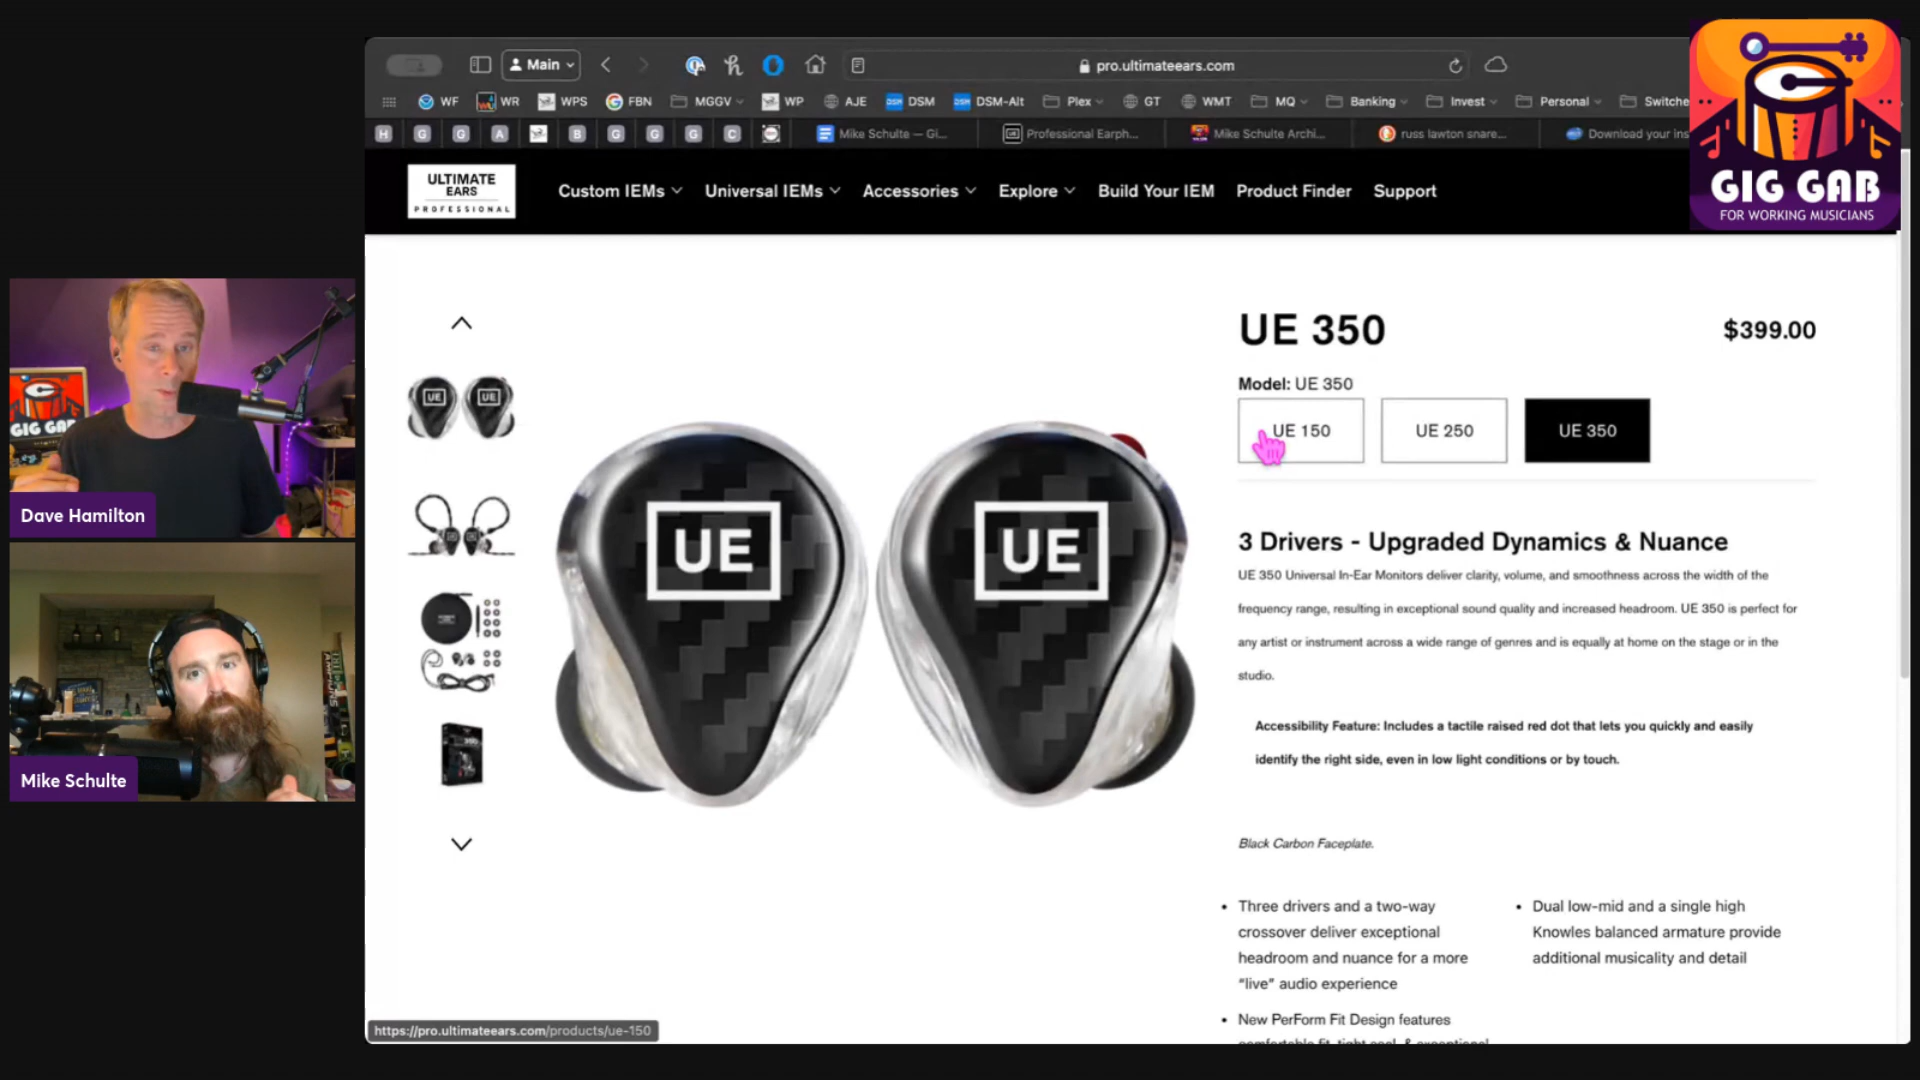 Main
pro.ultimateears.com
WF
WR
WPS
FBN
MGGV
WP
AJE
DSM
DSM-Alt
Plex
GT
WMT
MQ
Banking
Invest
Personal
H
G
G
A
B
G
G
G
C
Mike Schulte — Gi...
Professional Earph...
Mike Schulte Archi...
russ lawton snare...
Download your ins
GIG GAB
FOR WORKING MUSICIANS
ULTIMATE
EARS
PROFESSIONAL
Custom IEMs
Universal IEMs
Accessories
Explore
Build Your IEM
Product Finder
Support
UE 350
$399.00
Model: UE 350
UE 150
UE 250
UE 350
UE
UE
UE
UE
3 Drivers - Upgraded Dynamics & Nuance
UE 350 Universal In-Ear Monitors deliver clarity, volume, and smoothness across the width of the
frequency range, resulting in exceptional sound quality and increased headroom. UE 350 is perfect for
any artist or instrument across a wide range of genres and is equally at home on the stage or in the
studio.
Accessibility Feature: Includes a tactile raised red dot that lets you quickly and easily
identify the right side, even in low light conditions or by touch.
Black Carbon Faceplate.
• Three drivers and a two-way
crossover deliver exceptional
headroom and nuance for a more
“live” audio experience
• New PerForm Fit Design features
• Dual low-mid and a single high
Knowles balanced armature provide
additional musicality and detail
https://pro.ultimateears.com/products/ue-150
GIG GAB
Dave Hamilton
Mike Schulte